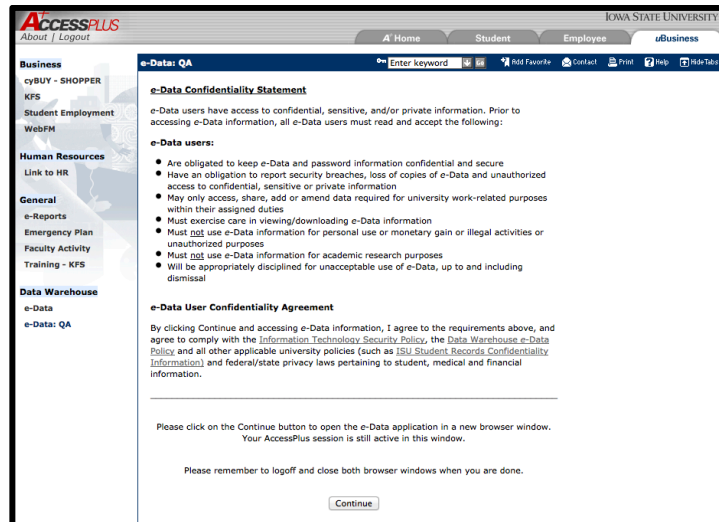 IOWA STATE UNIVERSITY
A+CCESSPLUS
About | Logout
A+ Home
Student
Employee
uBusiness
Business
cyBUY - SHOPPER
KFS
Student Employment
WebFM
Human Resources
Link to HR
General
e-Reports
Emergency Plan
Faculty Activity
Training - KFS
Data Warehouse
e-Data
e-Data: QA
e-Data: QA
Enter keyword
Go
Add Favorite
Contact
Print
Help
HideTabs
e-Data Confidentiality Statement
e-Data users have access to confidential, sensitive, and/or private information. Prior to
accessing e-Data information, all e-Data users must read and accept the following:
e-Data users:
● Are obligated to keep e-Data and password information confidential and secure
● Have an obligation to report security breaches, loss of copies of e-Data and unauthorized
access to confidential, sensitive or private information
● May only access, share, add or amend data required for university work-related purposes
within their assigned duties
● Must exercise care in viewing/downloading e-Data information
● Must not use e-Data information for personal use or monetary gain or illegal activities or
unauthorized purposes
● Must not use e-Data information for academic research purposes
● Will be appropriately disciplined for unacceptable use of e-Data, up to and including
dismissal
e-Data User Confidentiality Agreement
By clicking Continue and accessing e-Data information, I agree to the requirements above, and
agree to comply with the Information Technology Security Policy, the Data Warehouse e-Data
Policy and all other applicable university policies (such as ISU Student Records Confidentiality
Information) and federal/state privacy laws pertaining to student, medical and financial
information.
Please click on the Continue button to open the e-Data application in a new browser window.
Your AccessPlus session is still active in this window.
Please remember to logoff and close both browser windows when you are done.
Continue